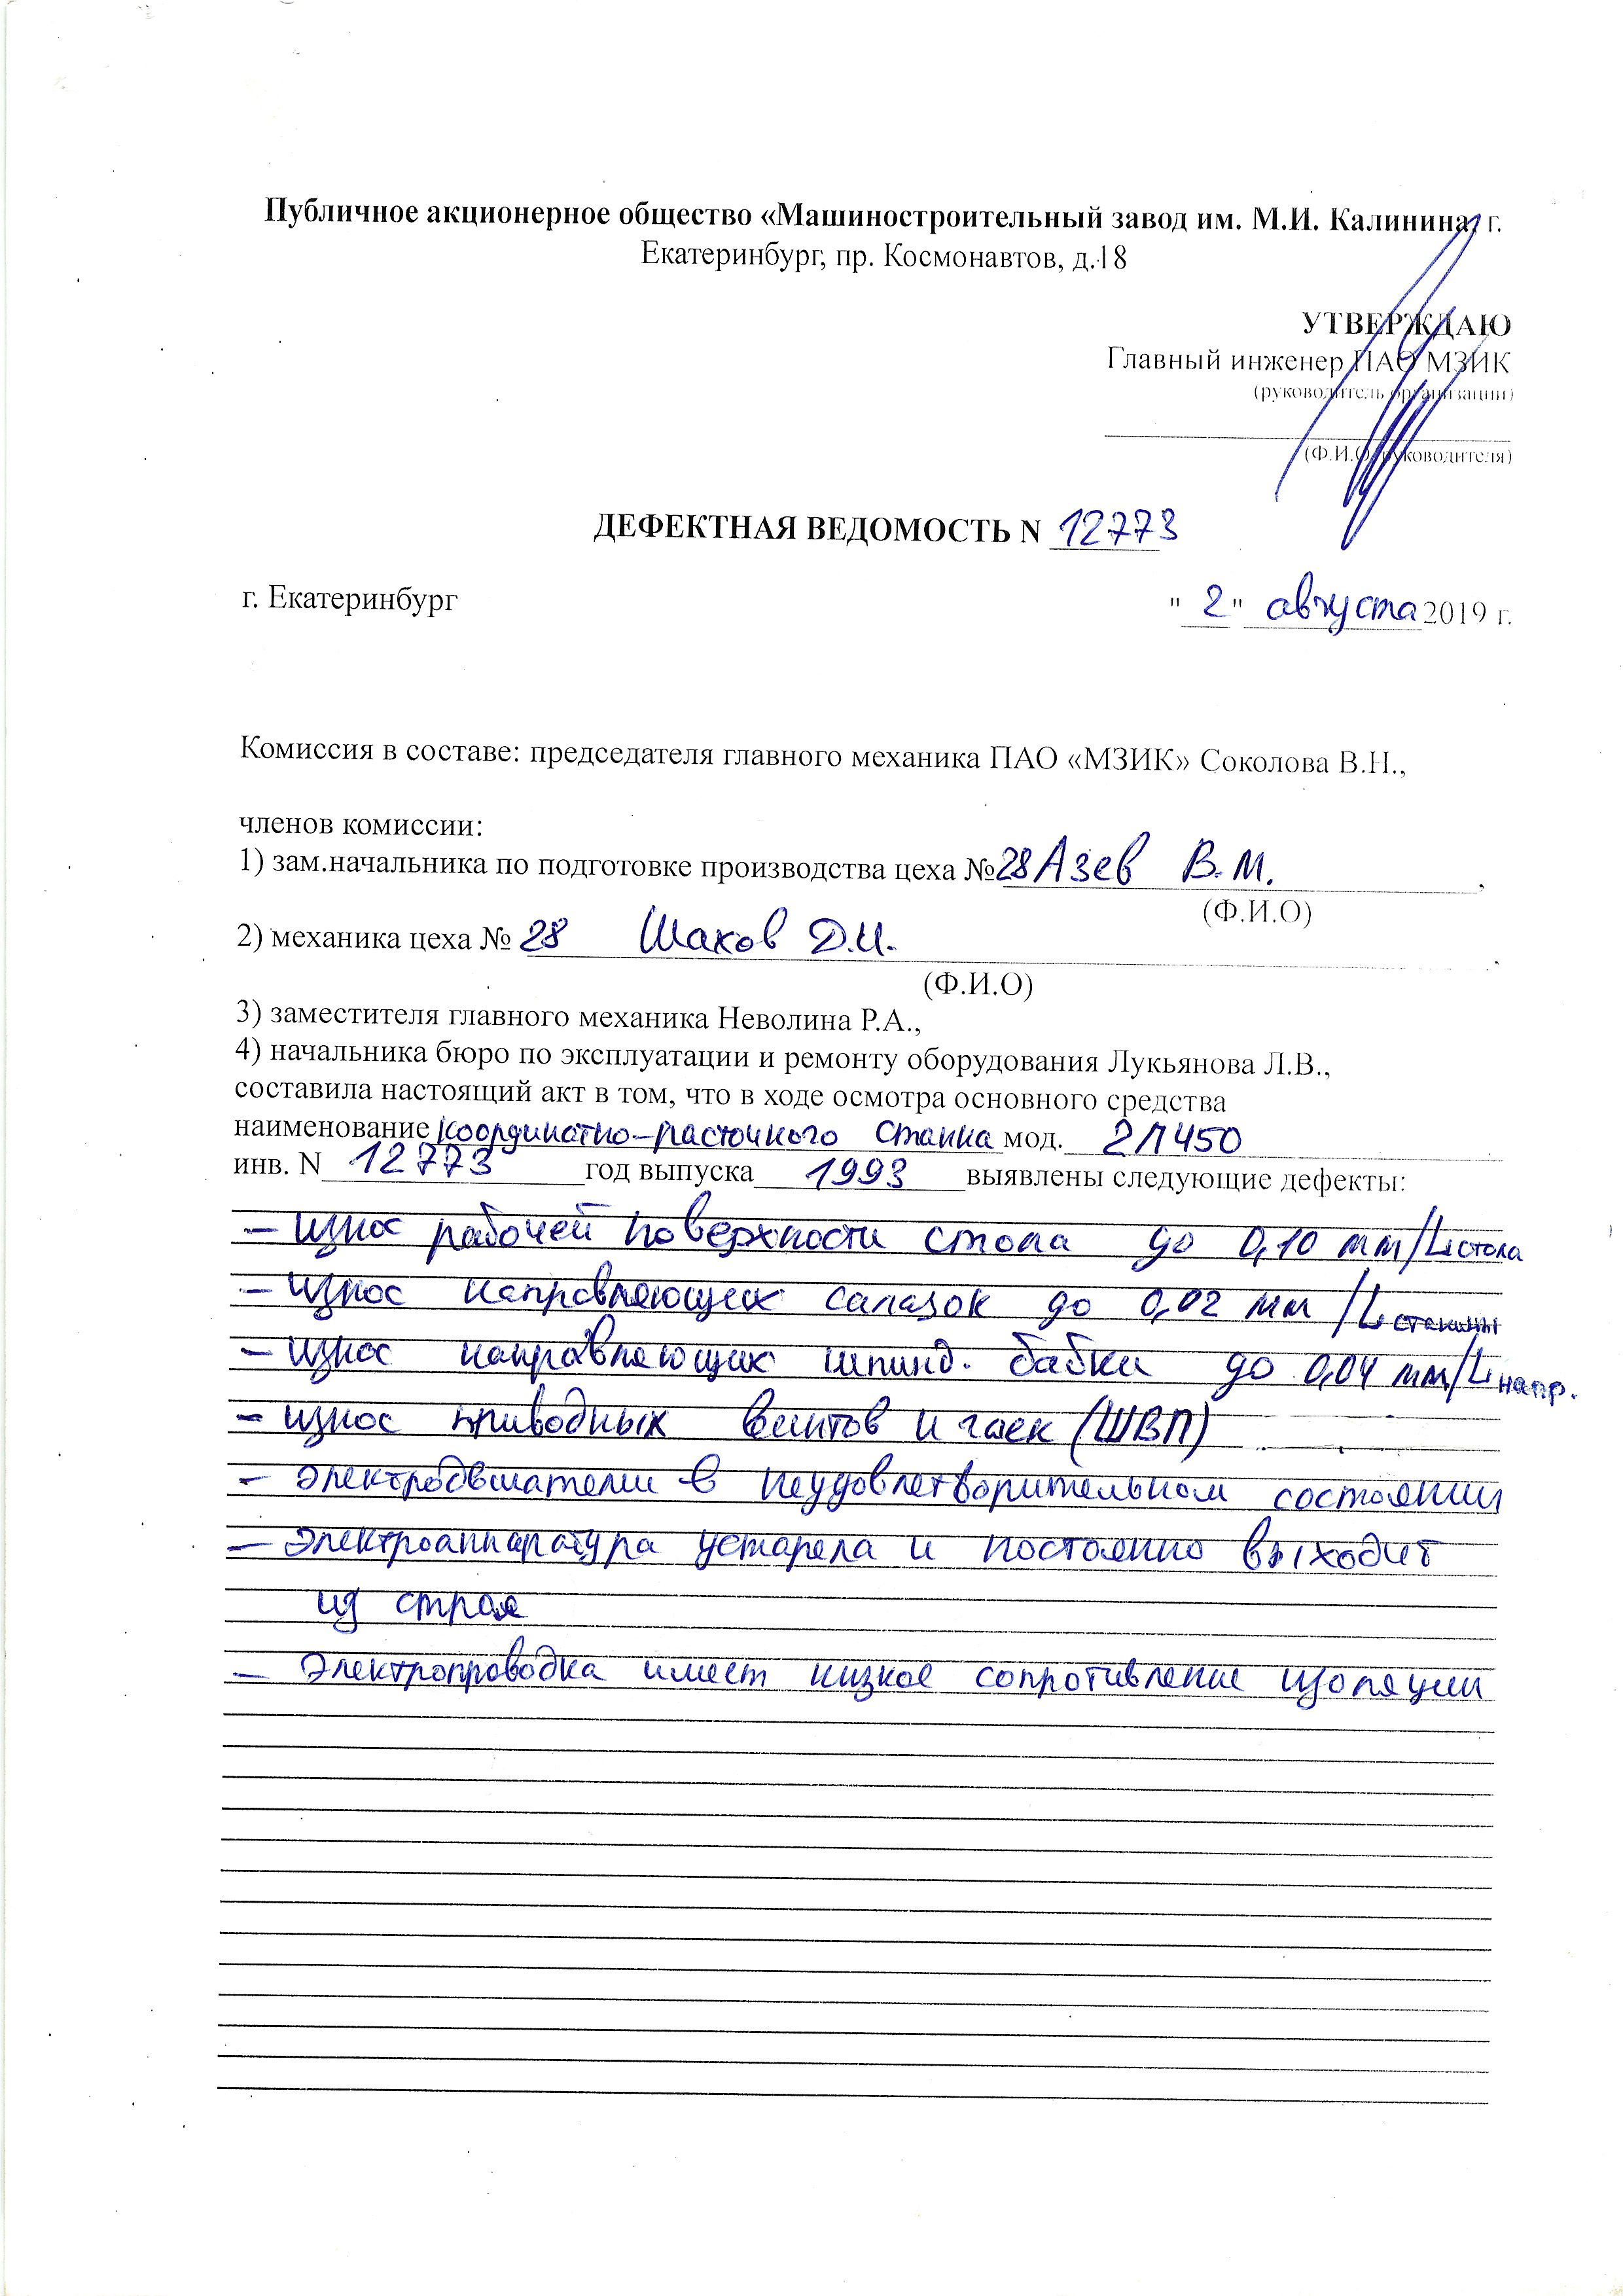 Публичное акционерное общество «Машиностроительный завод им. М.И. Калинина, г.
Екатеринбург, пр. Космонавтов, д.18
УТВЕРЖДАЮ
Главный инженер ПАО МЗИК
(руководитель организации)
(Ф.И.О. руководителя)
ДЕФЕКТНАЯ ВЕДОМОСТЬ N 12773
г. Екатеринбург "2" августа 2019 г.
Комиссия в составе: председателя главного механика ПАО «МЗИК» Соколова В.Н.,
членов комиссии:
1) зам.начальника по подготовке производства цеха №28 Азев В.М.,
(Ф.И.О)
2) механика цеха № 28 Шаков Д.И.
(Ф.И.О)
3) заместителя главного механика Неволина Р.А.,
4) начальника бюро по эксплуатации и ремонту оборудования Лукьянова Л.В.,
составила настоящий акт в том, что в ходе осмотра основного средства
наименование координатно-расточного станка мод. 2Л450
инв. N 12773 год выпуска 1993 выявлены следующие дефекты:
– износ рабочей поверхности стола до 0,10 мм/L стола
– износ направляющих салазок до 0,02 мм/L станины
– износ направляющих шпинд. бабки до 0,04 мм/L напр.
– износ приводных винтов и гаек (ШВП)
– электродвигатели в неудовлетворительном состоянии
– электроаппаратура устарела и постоянно выходит
из строя
– электропроводка имеет низкое сопротивление изоляции